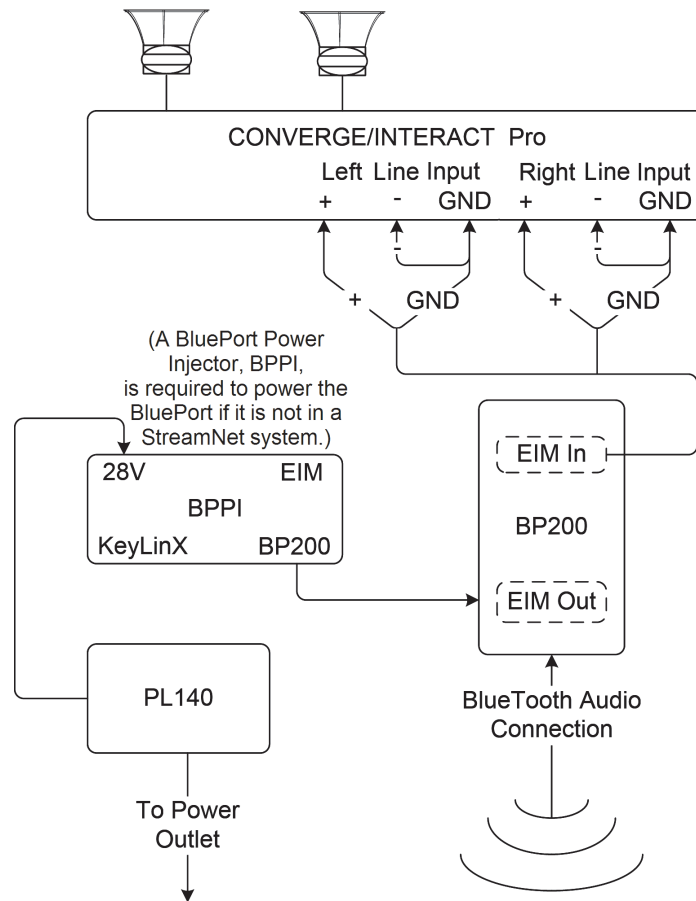 CONVERGE/INTERACT Pro
Left Line Input Right Line Input
+ - GND + - GND
- -
+ GND + GND
(A BluePort Power
Injector, BPPI,
is required to power the
BluePort if it is not in a
StreamNet system.)
28V EIM
BPPI
KeyLinX BP200
EIM In
BP200
EIM Out
PL140
BlueTooth Audio
Connection
To Power
Outlet